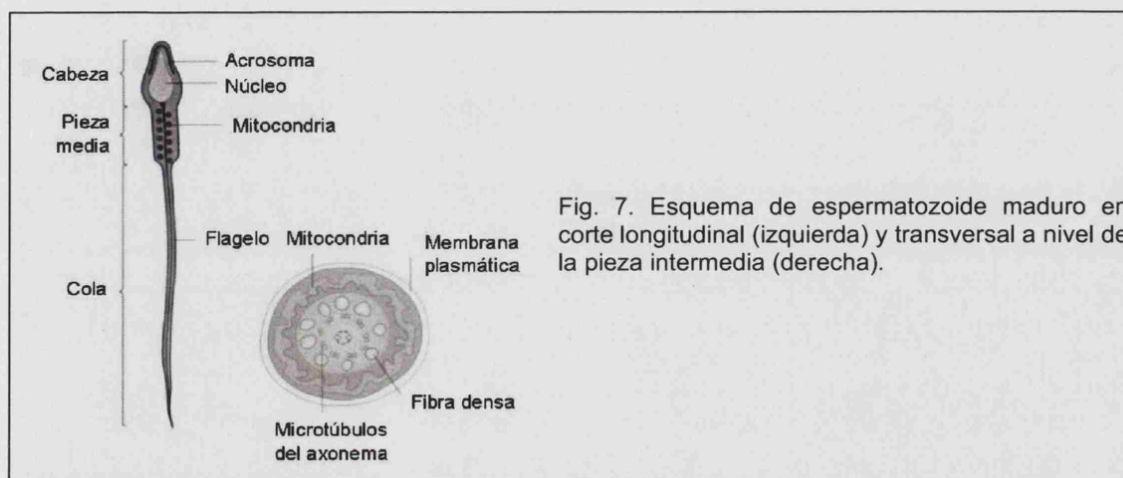 Cabeza
Acrosoma
Núcleo
Pieza
media
Mitocondria
Flagelo
Cola
Mitocondria
Membrana
plasmática
Fibra densa
Microtúbulos
del axonema
Fig. 7. Esquema de espermatozoide maduro en
corte longitudinal (izquierda) y transversal a nivel de
la pieza intermedia (derecha).